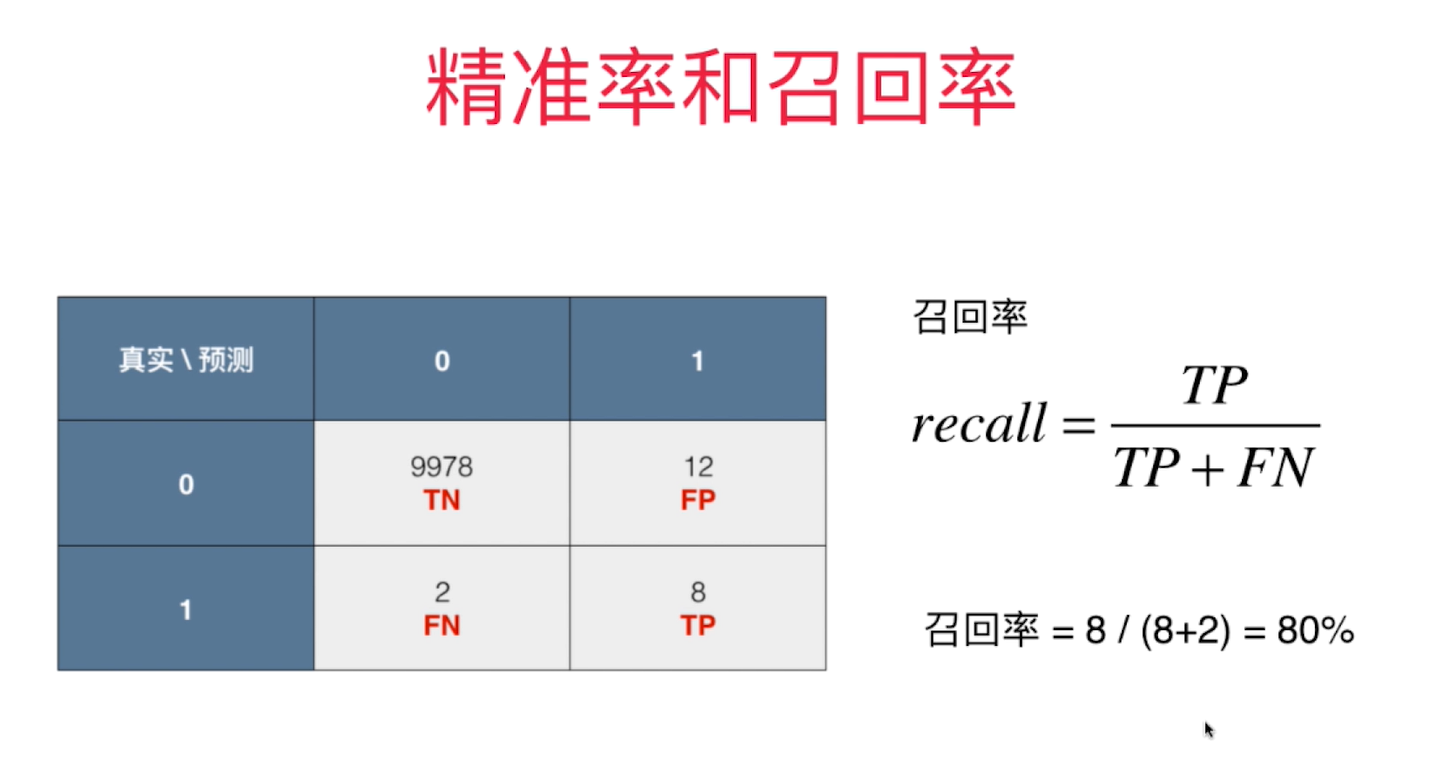 精准率和召回率
真实 \ 预测 0 1
0 9978 12
TN FP
1 2 8
FN TP
召回率
recall = TP / TP + FN
召回率 = 8 / (8+2) = 80%